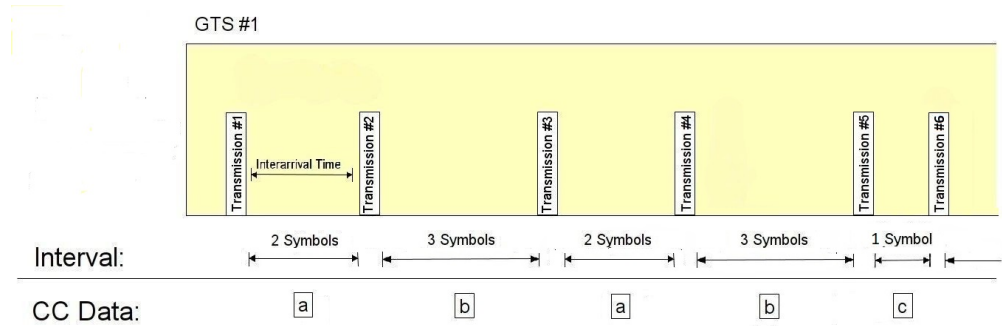 GTS #1
Transmission #1
Interarrival Time
Transmission #2
Transmission #3
Transmission #4
Transmission #5
Transmission #6
Interval:
2 Symbols
3 Symbols
2 Symbols
3 Symbols
1 Symbol
CC Data:
a
b
a
b
c